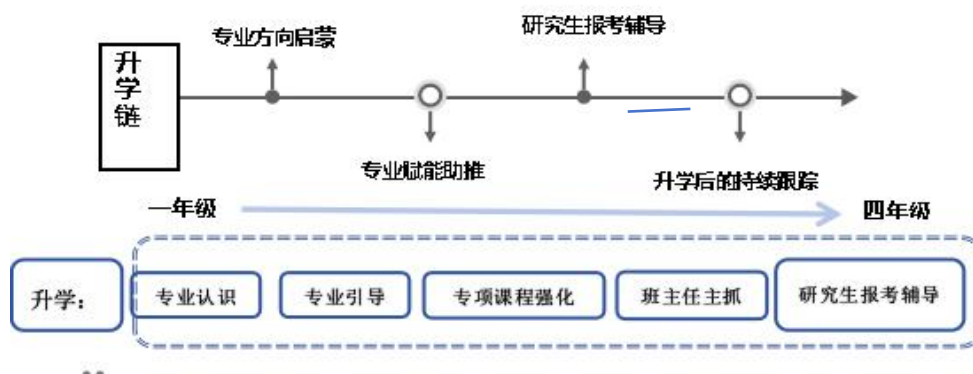 升学链
专业方向启蒙
研究生报考辅导
专业赋能助推
升学后的持续跟踪
一年级
四年级
升学：
专业认识
专业引导
专项课程强化
班主任主抓
研究生报考辅导